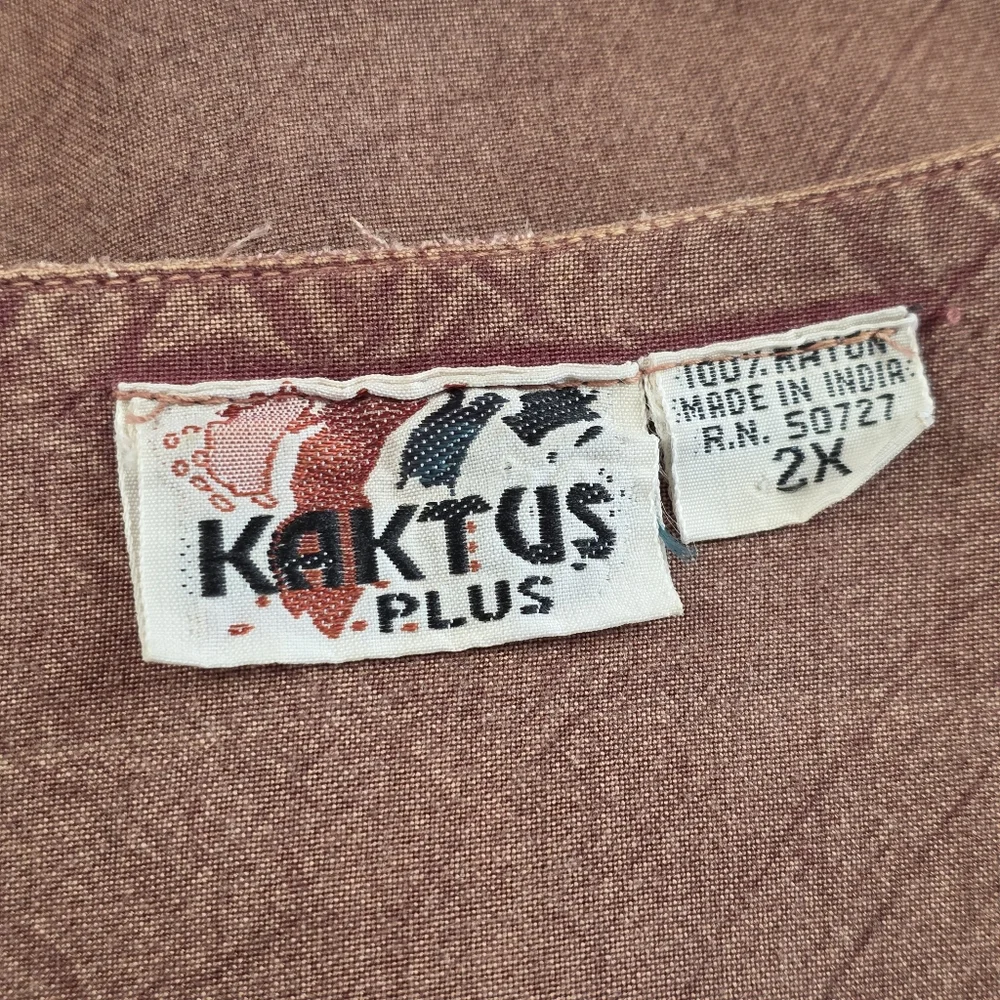 KAKTUS
PLUS
100% RAYON
MADE IN INDIA
R.N. 50727
2X